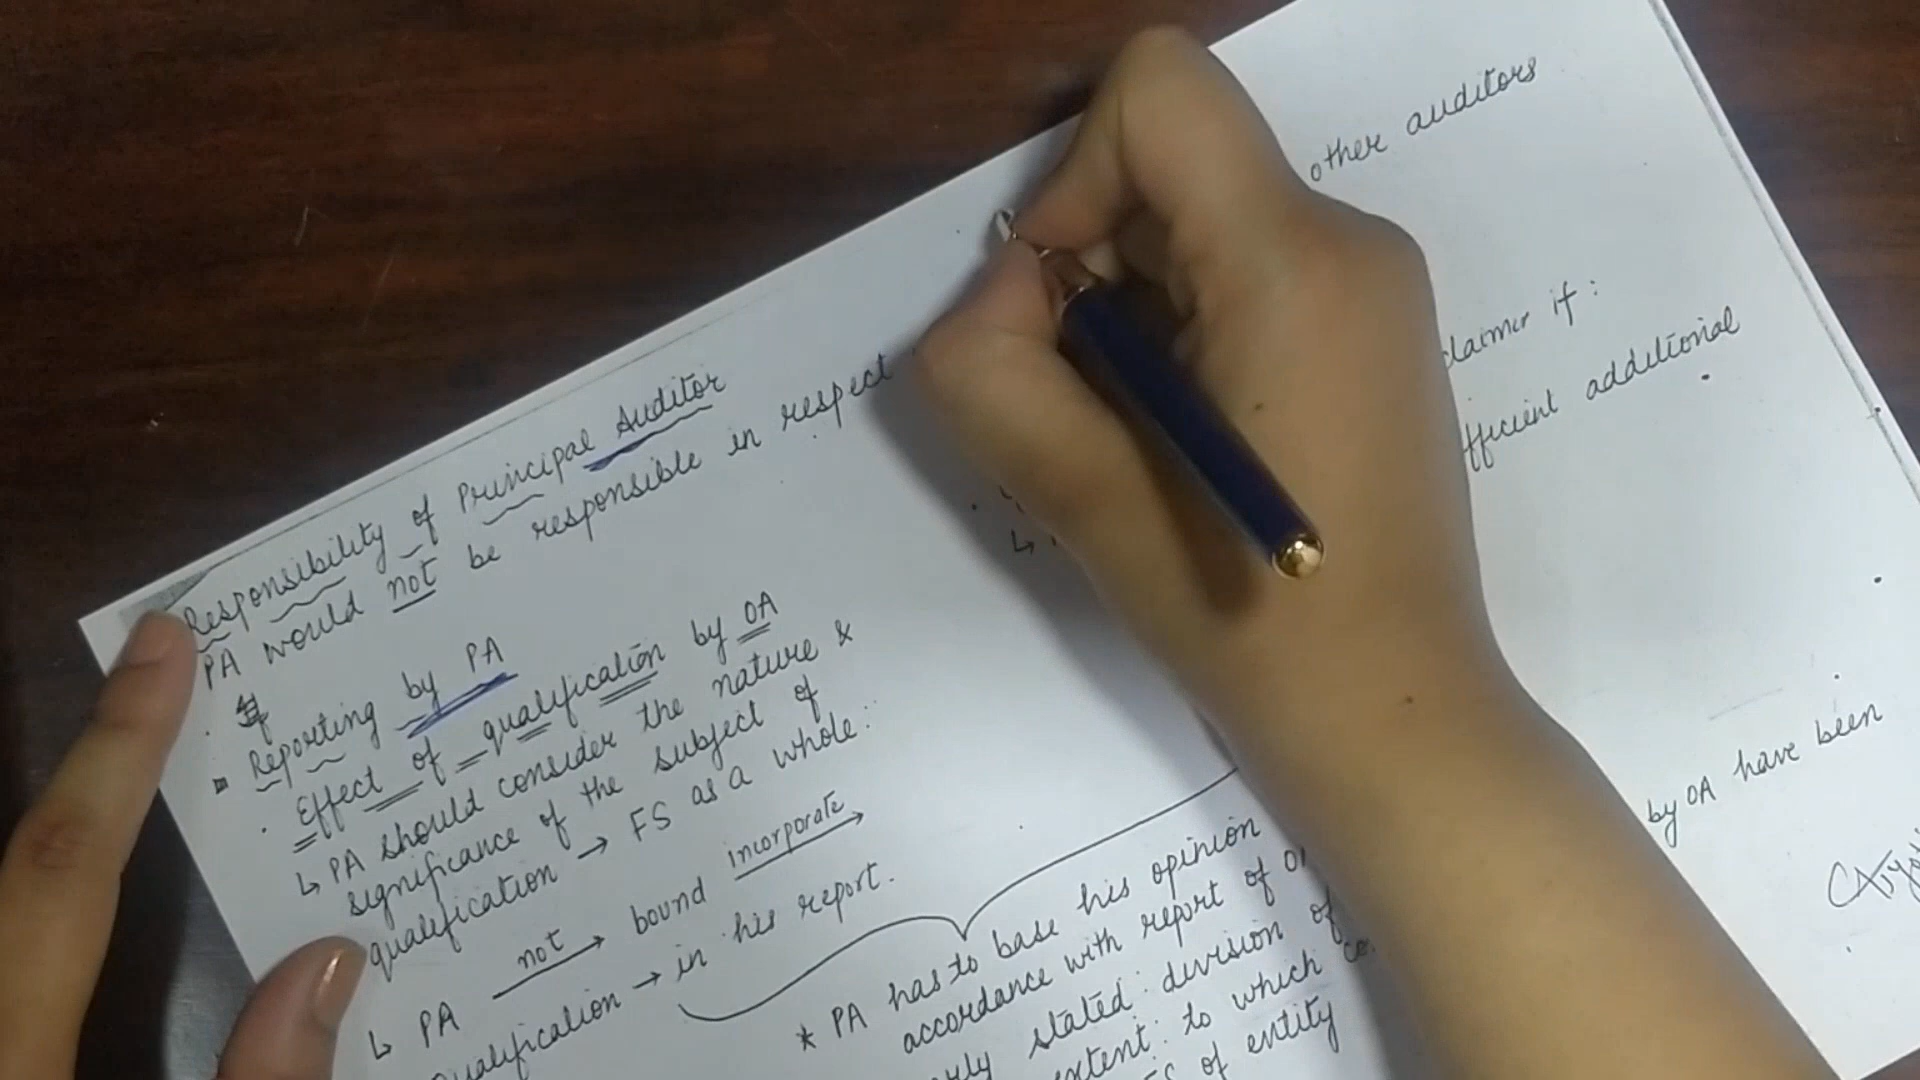 Responsibility of Principal Auditor
PA would not be responsible in respect
other auditors
Reporting by PA
if:
Effect of qualification by OA
additional
↳ PA should consider the nature &
significance of the subject of
qualification → FS as a whole.
↳ PA not → bound incorporate →
qualification → in his report.
by OA have been
* PA has to base his opinion
accordance with report of
stated: division of
extent: to which
of entity